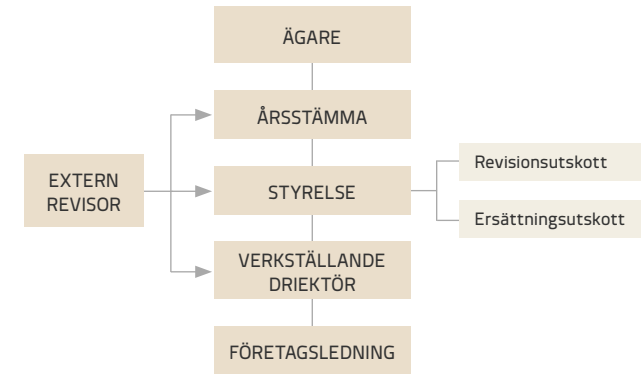 ÄGARE
ÅRSSTÄMMA
EXTERN
REVISOR
STYRELSE
Revisionsutskott
Ersättningsutskott
VERKSTÄLLANDE
DRIEKTÖR
FÖRETAGSLEDNING